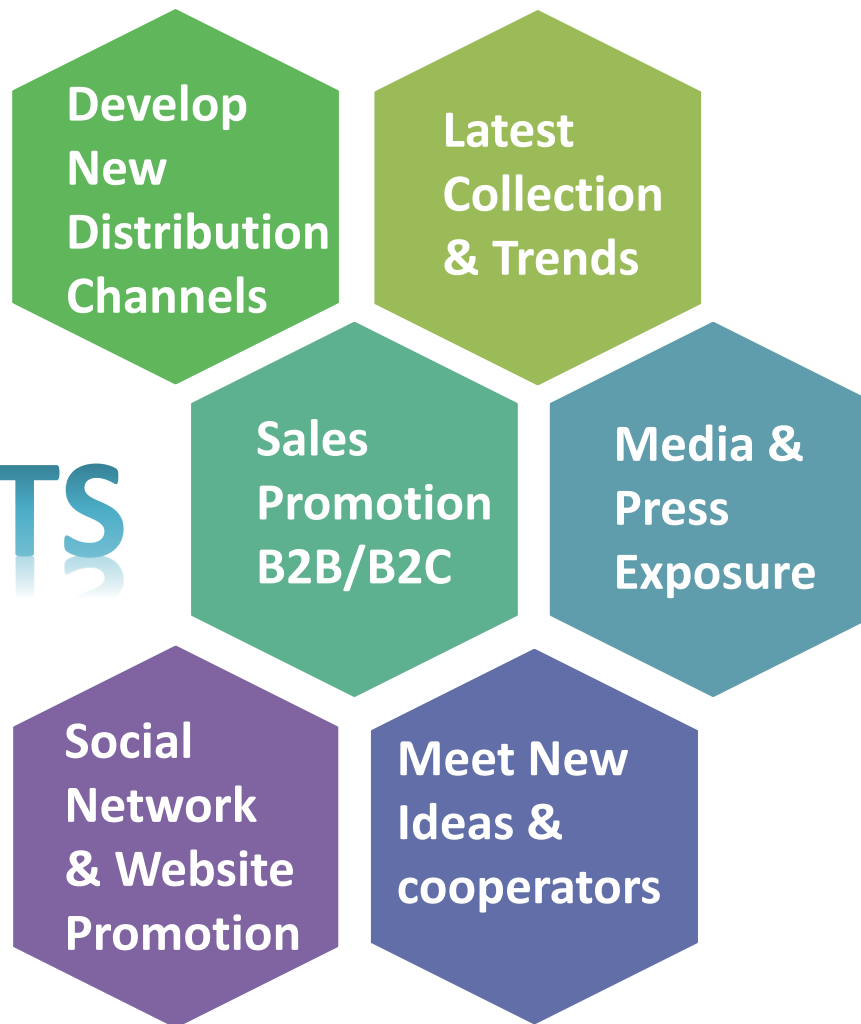 Develop
New
Distribution
Channels
Latest
Collection
& Trends
TS
Sales
Promotion
B2B/B2C
Media &
Press
Exposure
Social
Network
& Website
Promotion
Meet New
Ideas &
cooperators